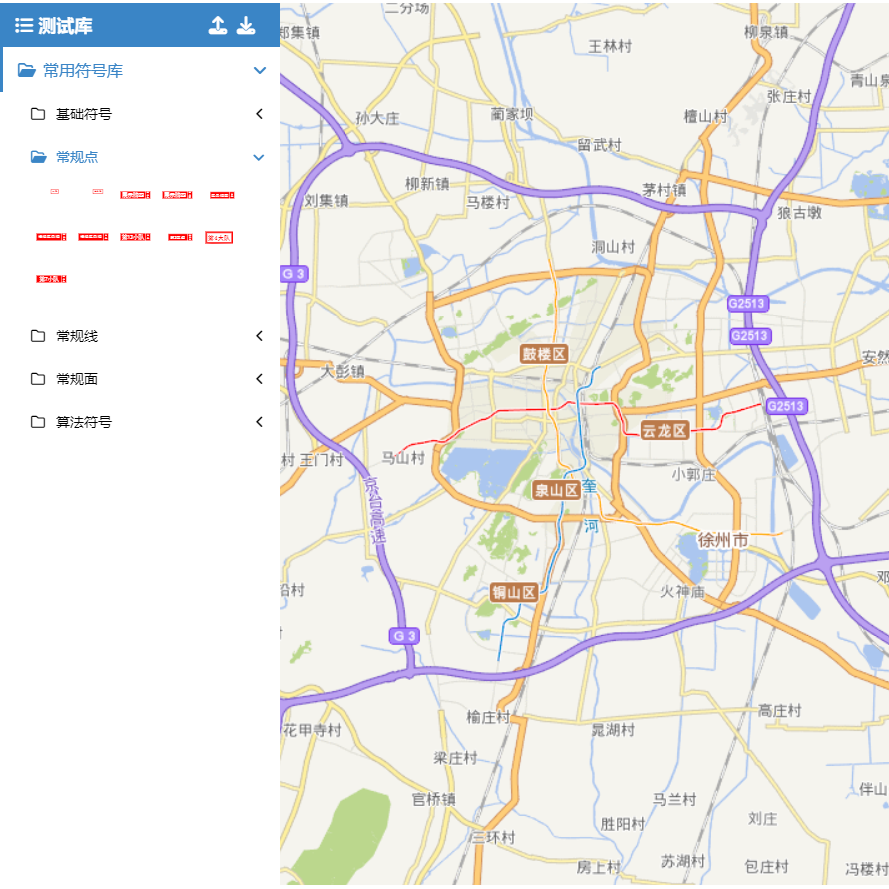 测试库
常用符号库
基础符号
常规点
常规线
常规面
算法符号
二分场
郑集镇
王林村
柳泉镇
青山泉
张庄村
孙大庄
蔺家坝
檀山村
留武村
柳新镇
茅村镇
刘集镇
马楼村
狼古墩
洞山村
G 3
G2513
G2513
鼓楼区
安然
大彭镇
G2513
云龙区
村 王门村
马山村
小郭庄
泉山区
奎
河
京台高速
徐州市
邓
铜山区
火神庙
沿村
G 3
榆庄村
高庄村
花甲寺村
晁湖村
梁庄村
官桥镇
马兰村
伴山
刘庄
胜阳村
三环村
房上村
苏湖村
包庄村
冯楼村